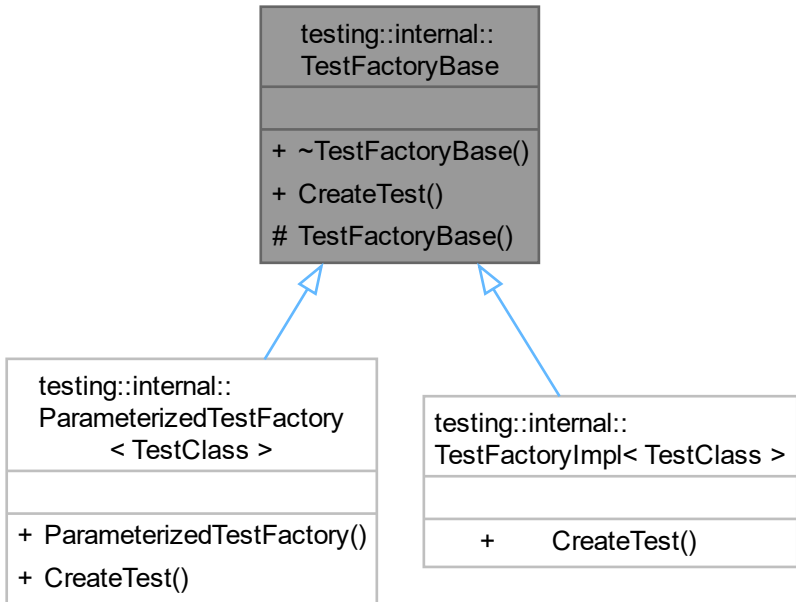 testing::internal::
TestFactoryBase
+ ~TestFactoryBase()
+ CreateTest()
# TestFactoryBase()
testing::internal::
ParameterizedTestFactory
< TestClass >
+ ParameterizedTestFactory()
+ CreateTest()
testing::internal::
TestFactoryImpl< TestClass >
+ CreateTest()